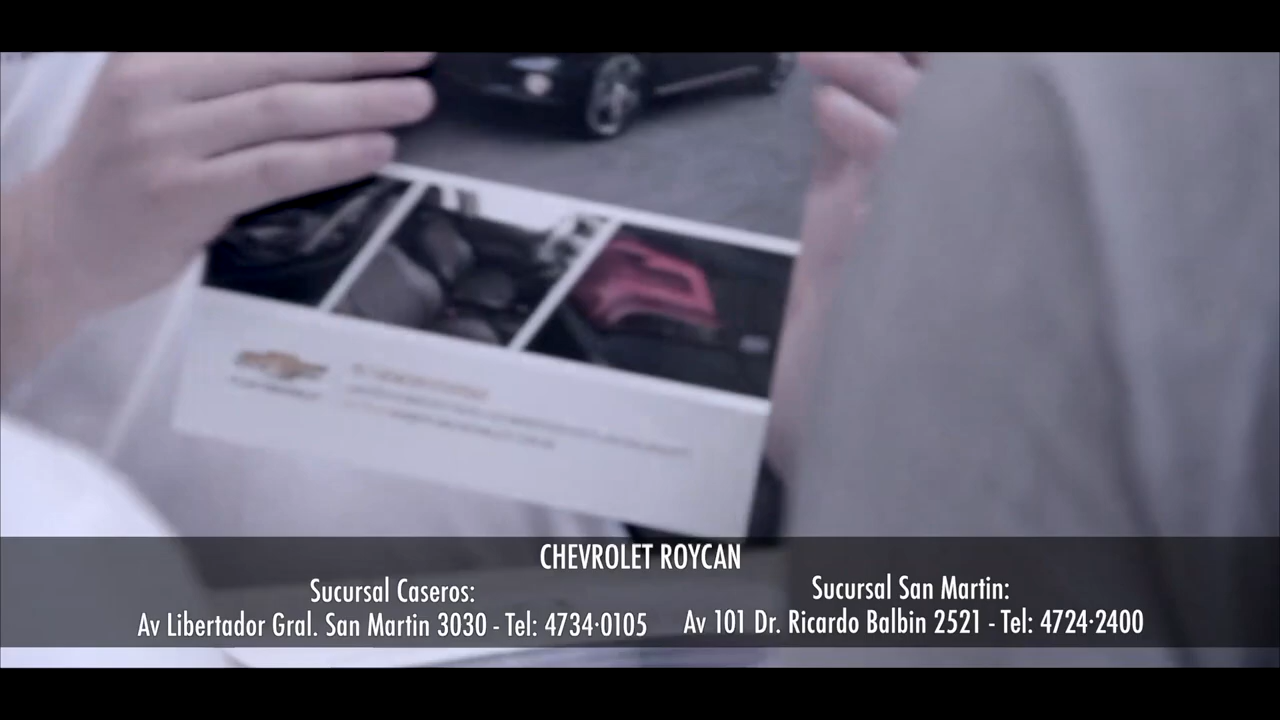 CHEVROLET ROYCAN
Sucursal Caseros:
Av Libertador Gral. San Martin 3030 - Tel: 4734·0105
Sucursal San Martin:
Av 101 Dr. Ricardo Balbin 2521 - Tel: 4724·2400